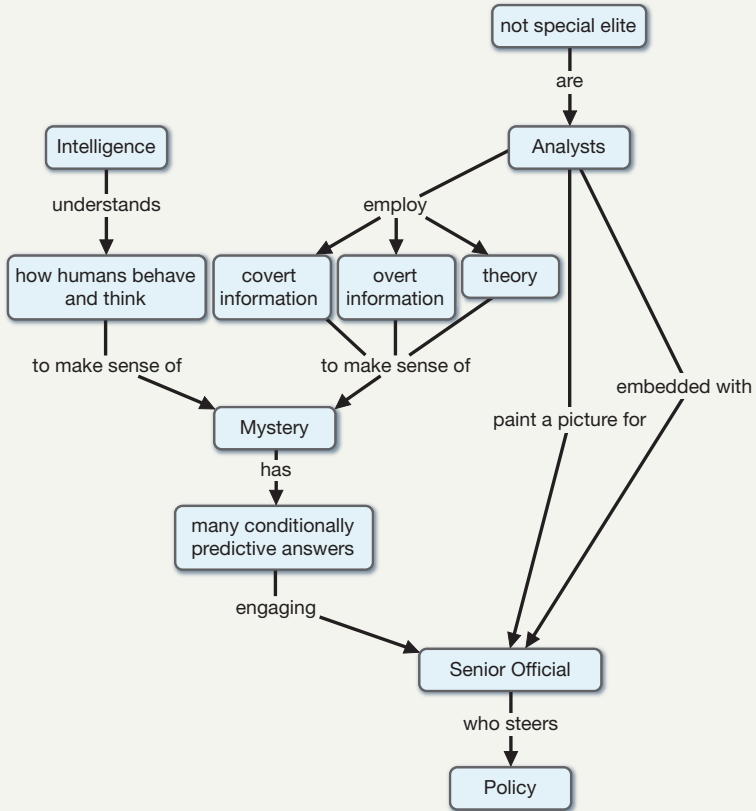 not special elite
are
Intelligence
Analysts
understands
employ
how humans behave
and think
covert
information
overt
information
theory
to make sense of
to make sense of
embedded with
paint a picture for
Mystery
has
many conditionally
predictive answers
engaging
Senior Official
who steers
Policy